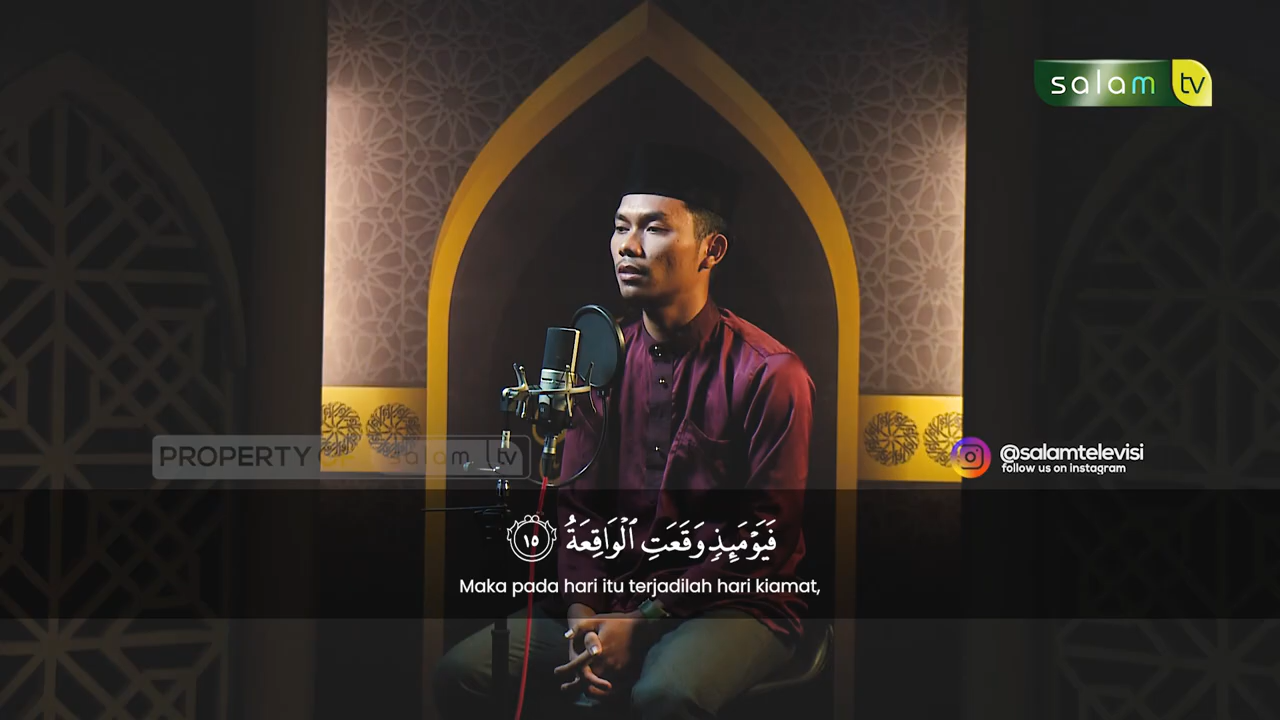 salam tv
PROPERTY OF salam tv
@salamtelevisi
follow us on instagram
فَيَوْمَئِذٍ وَقَعَتِ ٱلْوَاقِعَةُ ١٥
Maka pada hari itu terjadilah hari kiamat,